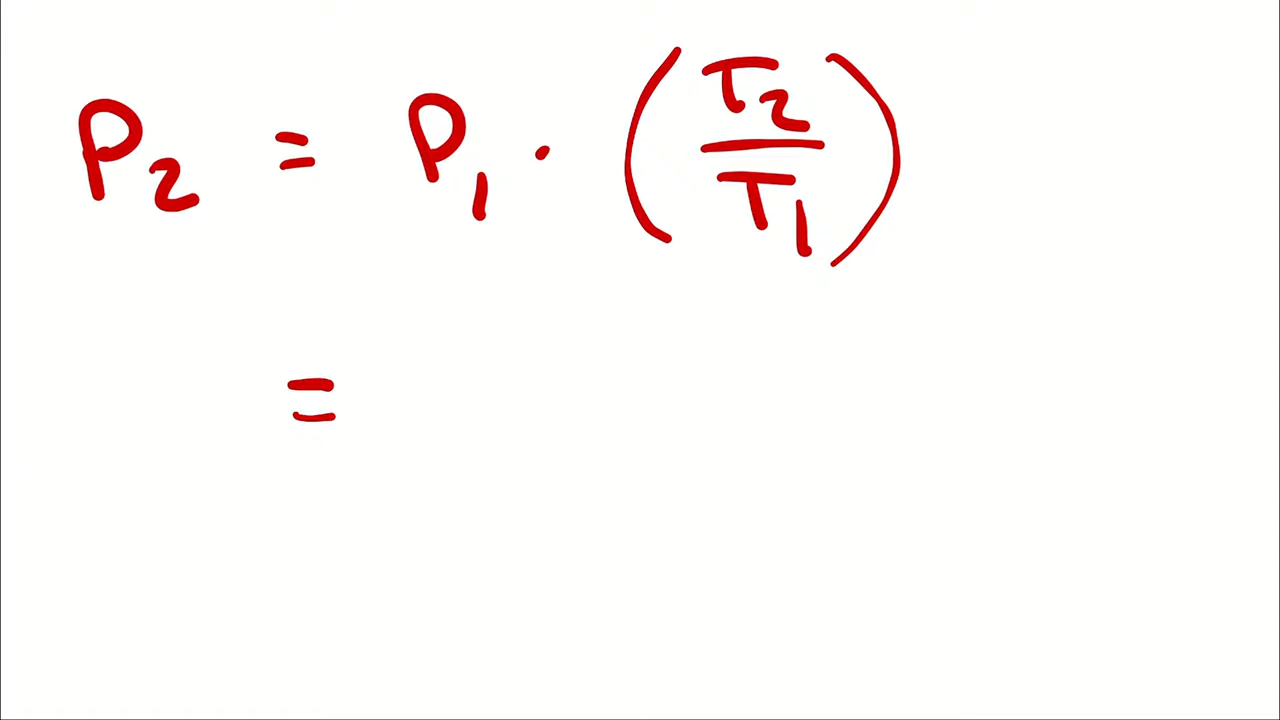 P₂ = P₁ · (T₂/T₁)
=